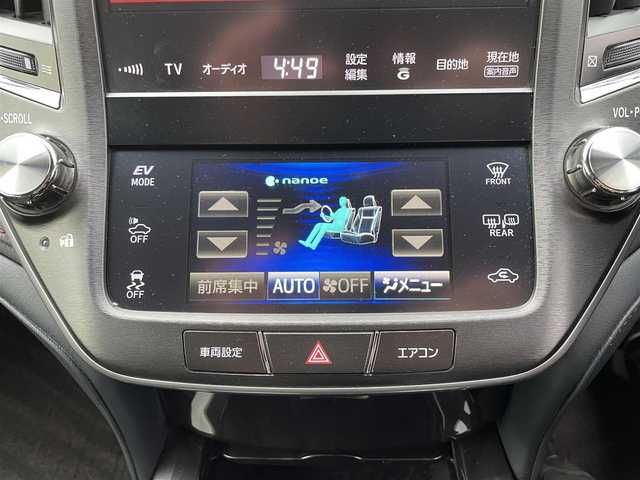 TV オーディオ 4:49 設定編集 情報 G 目的地 現在地 案内音声
-SCROLL
VOL-P
EV MODE
nanoe
FRONT
OFF
REAR
OFF
前席集中 AUTO OFF メニュー
車両設定 エアコン